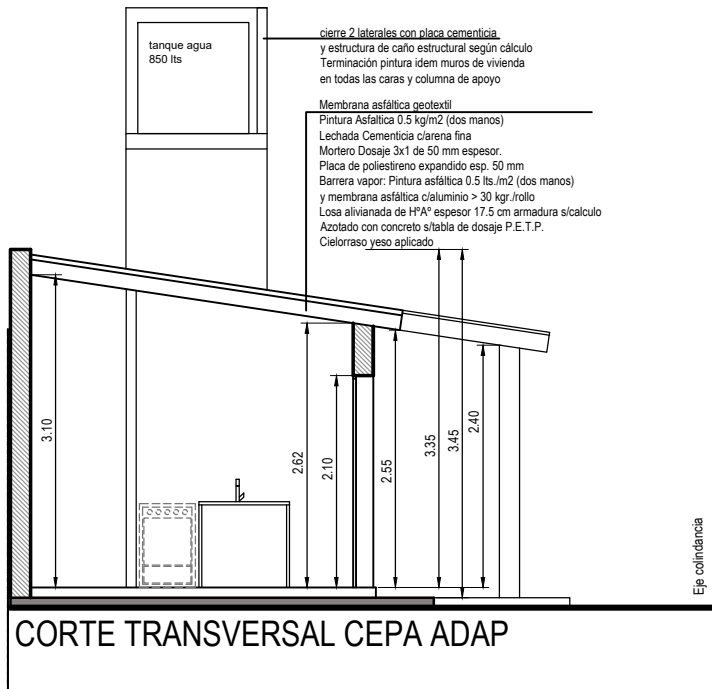 tanque agua
850 lts
cierre 2 laterales con placa cementicia
y estructura de caño estructural según cálculo
Terminación pintura idem muros de vivienda
en todas las caras y columna de apoyo
Membrana asfáltica geotextil
Pintura Asfaltica 0.5 kg/m2 (dos manos)
Lechada Cementicia c/arena fina
Mortero Dosaje 3x1 de 50 mm espesor.
Placa de poliestireno expandido esp. 50 mm
Barrera vapor: Pintura asfáltica 0.5 lts./m2 (dos manos)
y membrana asfáltica c/aluminio > 30 kgr./rollo
Losa alivianada de HºAº espesor 17.5 cm armadura s/calculo
Azotado con concreto s/tabla de dosaje P.E.T.P.
Cielorraso yeso aplicado
3.10
2.62
2.10
2.55
3.35
3.45
2.40
Eje colindancia
CORTE TRANSVERSAL CEPA ADAP